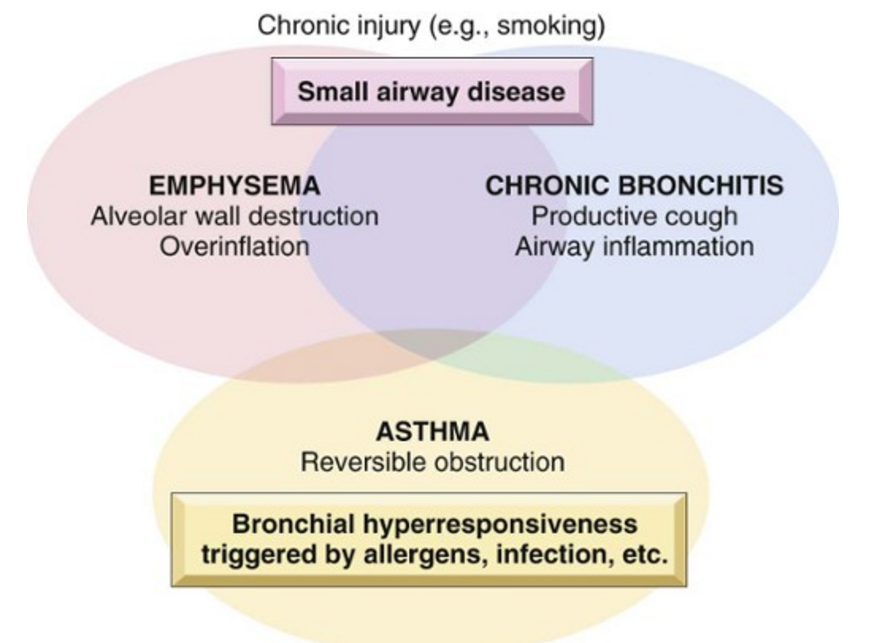 Chronic injury (e.g., smoking)
Small airway disease
EMPHYSEMA
Alveolar wall destruction
Overinflation
CHRONIC BRONCHITIS
Productive cough
Airway inflammation
ASTHMA
Reversible obstruction
Bronchial hyperresponsiveness
triggered by allergens, infection, etc.